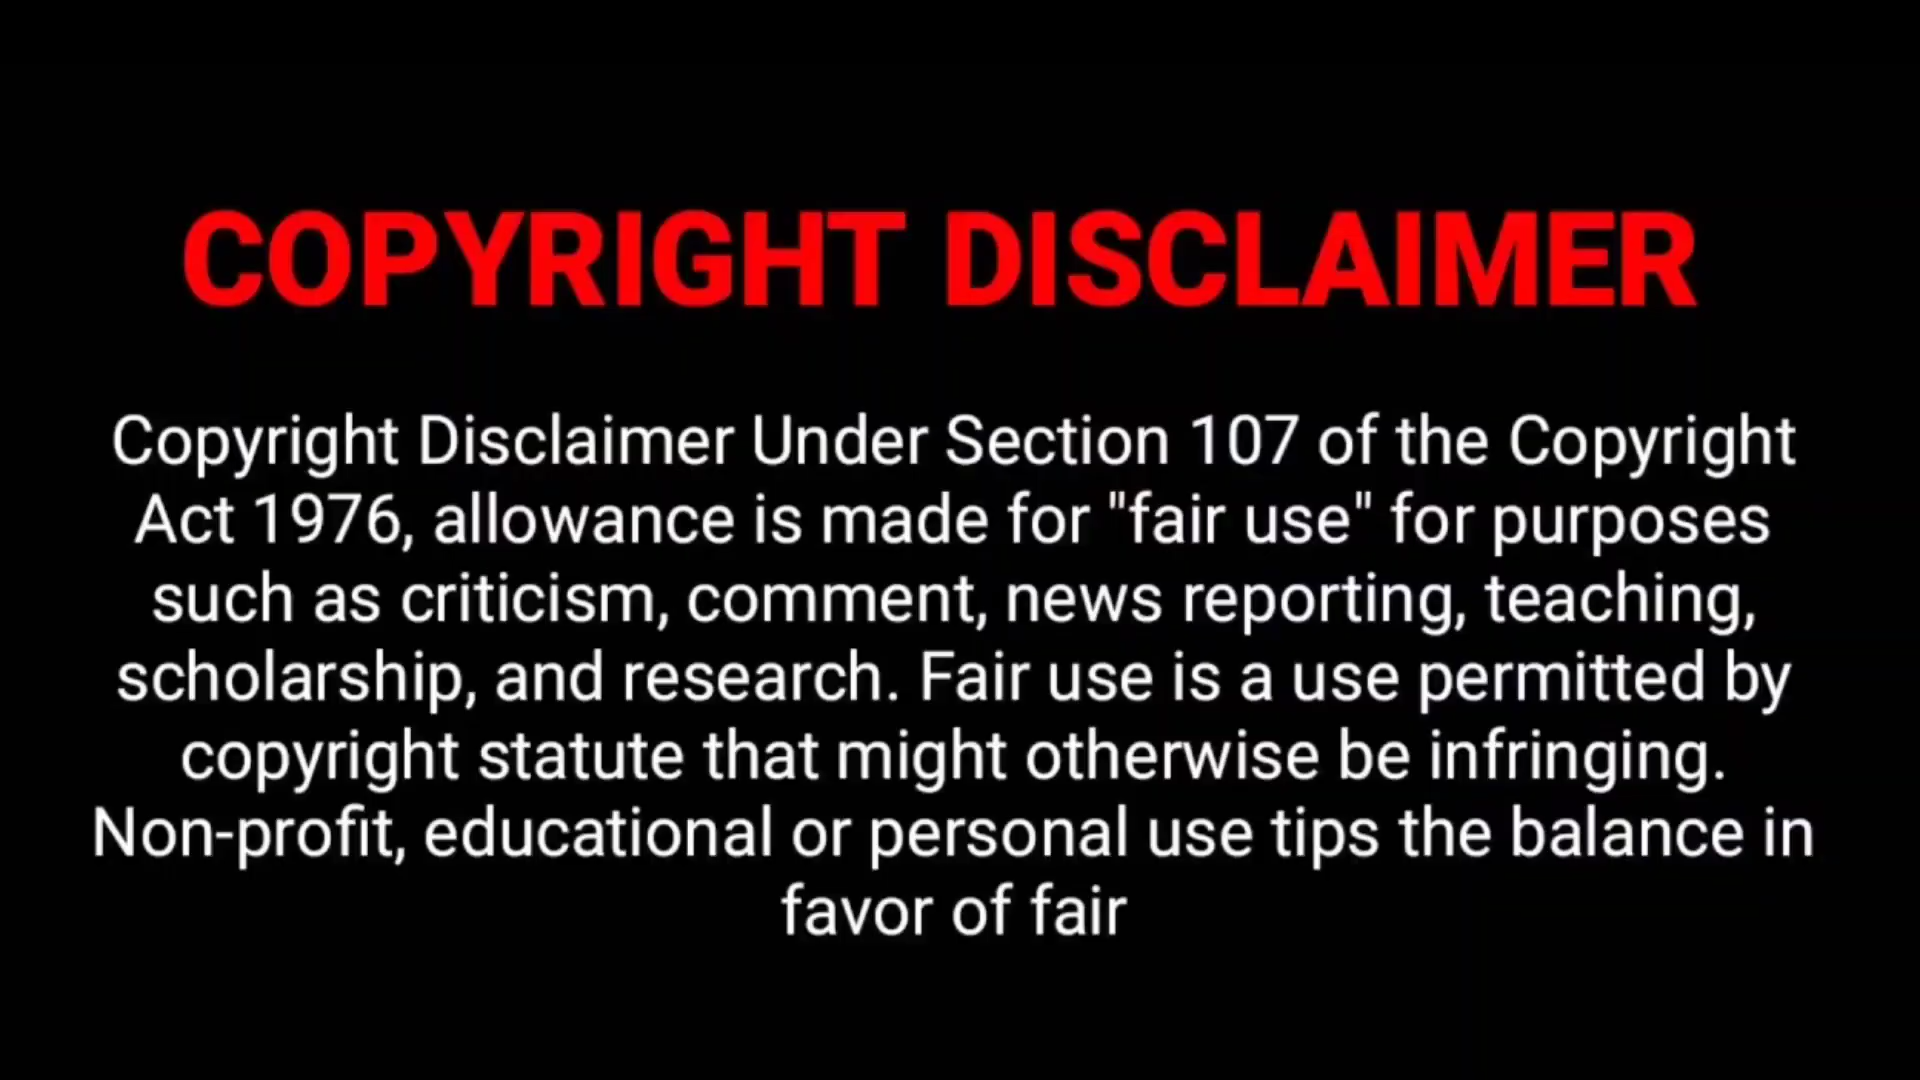 COPYRIGHT DISCLAIMER
Copyright Disclaimer Under Section 107 of the Copyright
Act 1976, allowance is made for "fair use" for purposes
such as criticism, comment, news reporting, teaching,
scholarship, and research. Fair use is a use permitted by
copyright statute that might otherwise be infringing.
Non-profit, educational or personal use tips the balance in
favor of fair